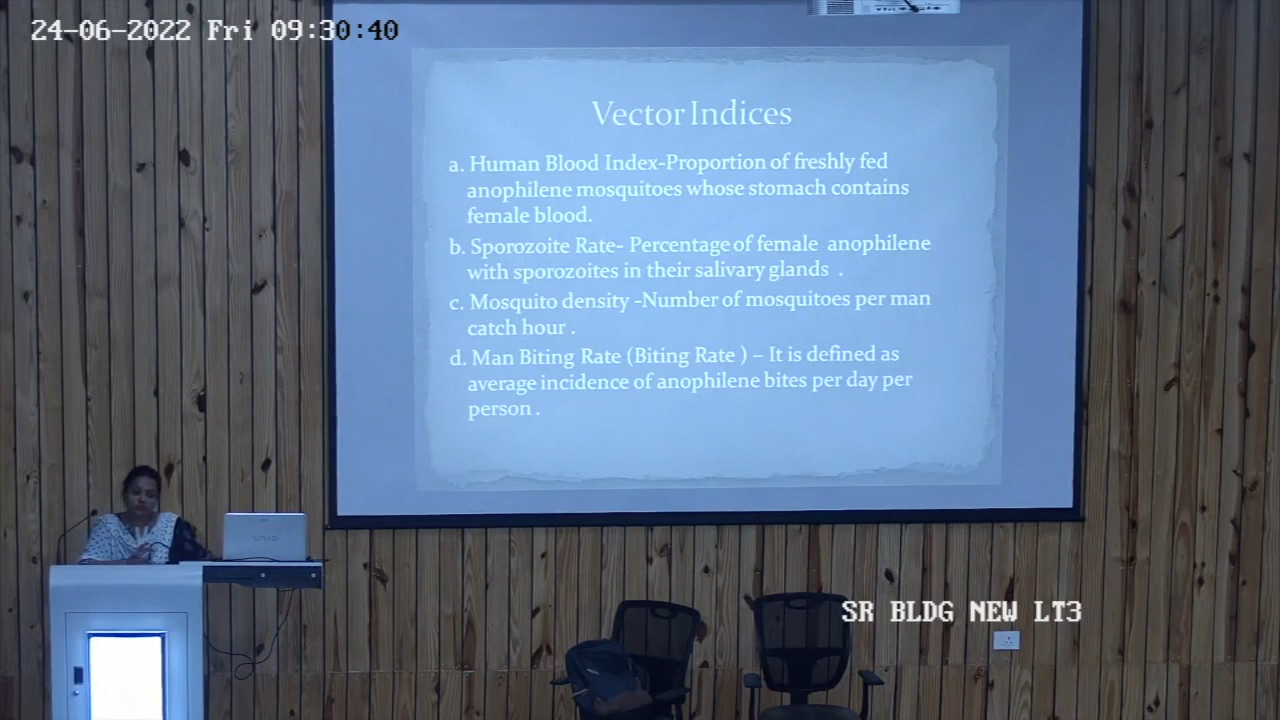 24-06-2022 Fri 09:30:40
Vector Indices
a. Human Blood Index-Proportion of freshly fed
anophilene mosquitoes whose stomach contains
female blood.
b. Sporozoite Rate- Percentage of female anophilene
with sporozoites in their salivary glands .
c. Mosquito density -Number of mosquitoes per man
catch hour .
d. Man Biting Rate (Biting Rate ) – It is defined as
average incidence of anophilene bites per day per
person .
VAIO
SR BLDG NEW LT3